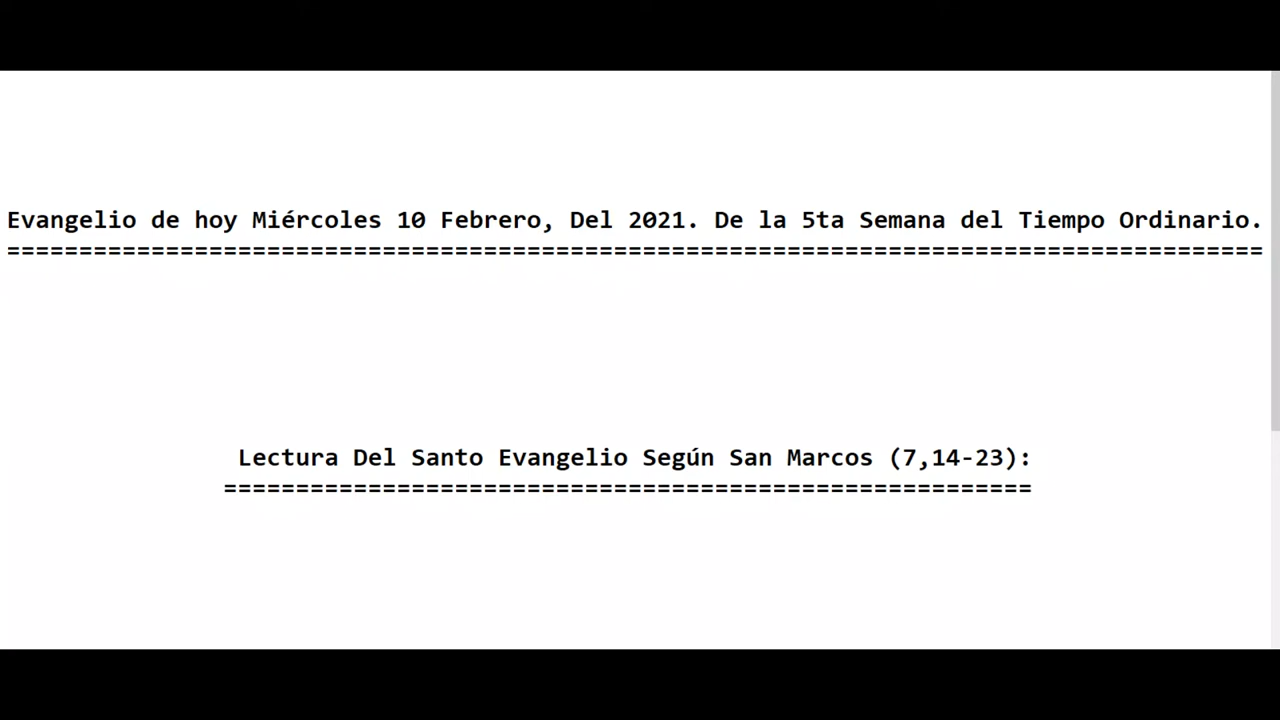 Evangelio de hoy Miércoles 10 Febrero, Del 2021. De la 5ta Semana del Tiempo Ordinario.
=======================================================================================
Lectura Del Santo Evangelio Según San Marcos (7,14-23):
========================================================